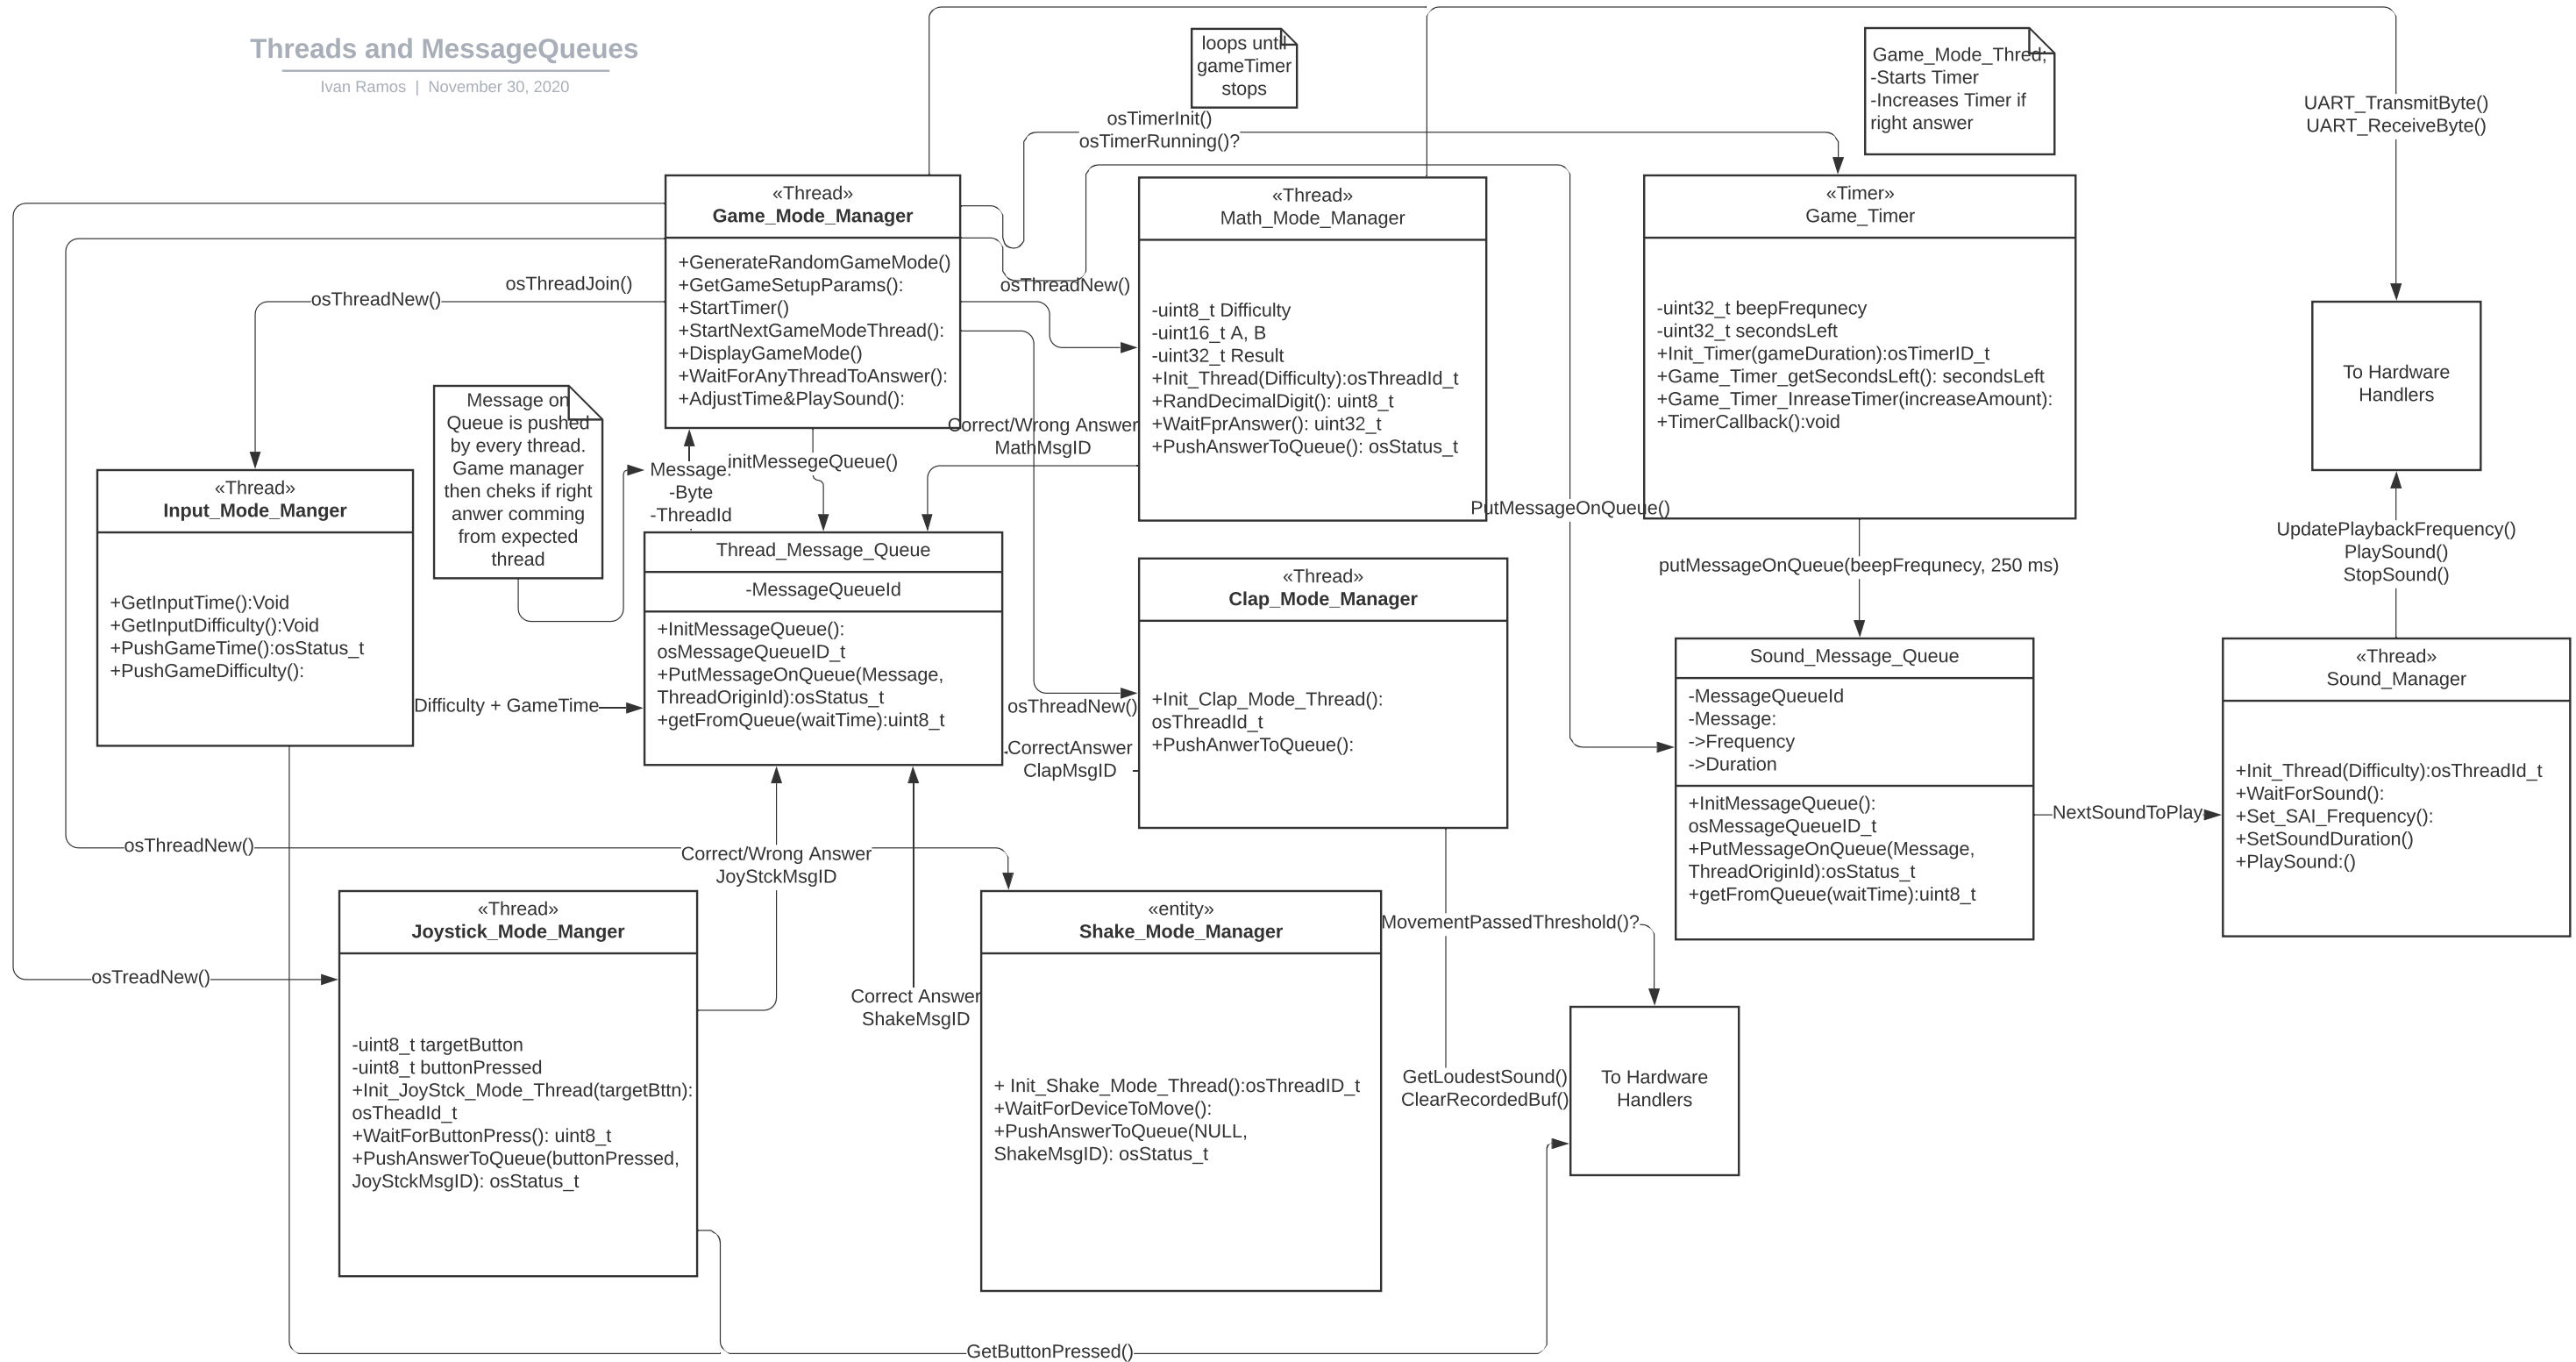 Threads and MessageQueues
Ivan Ramos | November 30, 2020
loops until
gameTimer
stops
Game_Mode_Thred;
-Starts Timer
-Increases Timer if
right answer
UART_TransmitByte()
UART_ReceiveByte()
osTimerInit()
osTimerRunning()?
«Thread»
Game_Mode_Manager
+GenerateRandomGameMode()
+GetGameSetupParams():
+StartTimer()
+StartNextGameModeThread():
+DisplayGameMode()
+WaitForAnyThreadToAnswer():
+AdjustTime&PlaySound():
«Thread»
Math_Mode_Manager
-uint8_t Difficulty
-uint16_t A, B
-uint32_t Result
+Init_Thread(Difficulty):osThreadId_t
+RandDecimalDigit(): uint8_t
+WaitFprAnswer(): uint32_t
+PushAnswerToQueue(): osStatus_t
«Timer»
Game_Timer
-uint32_t beepFrequnecy
-uint32_t secondsLeft
+Init_Timer(gameDuration):osTimerID_t
+Game_Timer_getSecondsLeft(): secondsLeft
+Game_Timer_InreaseTimer(increaseAmount):
+TimerCallback():void
osThreadJoin()
osThreadNew()
osThreadNew()
To Hardware
Handlers
Message on
Queue is pushed
by every thread.
Game manager
then cheks if right
anwer comming
from expected
thread
Message:
-Byte
-ThreadId
initMessegeQueue()
Correct/Wrong Answer
MathMsgID
PutMessageOnQueue()
«Thread»
Input_Mode_Manger
+GetInputTime():Void
+GetInputDifficulty():Void
+PushGameTime():osStatus_t
+PushGameDifficulty():
Difficulty + GameTime
Thread_Message_Queue
-MessageQueueId
+InitMessageQueue():
osMessageQueueID_t
+PutMessageOnQueue(Message,
ThreadOriginId):osStatus_t
+getFromQueue(waitTime):uint8_t
osThreadNew()
CorrectAnswer
ClapMsgID
«Thread»
Clap_Mode_Manager
+Init_Clap_Mode_Thread():
osThreadId_t
+PushAnwerToQueue():
putMessageOnQueue(beepFrequnecy, 250 ms)
UpdatePlaybackFrequency()
PlaySound()
StopSound()
Sound_Message_Queue
-MessageQueueId
-Message:
->Frequency
->Duration
+InitMessageQueue():
osMessageQueueID_t
+PutMessageOnQueue(Message,
ThreadOriginId):osStatus_t
+getFromQueue(waitTime):uint8_t
NextSoundToPlay
«Thread»
Sound_Manager
+Init_Thread(Difficulty):osThreadId_t
+WaitForSound():
+Set_SAI_Frequency():
+SetSoundDuration()
+PlaySound:()
osThreadNew()
Correct/Wrong Answer
JoyStckMsgID
osTreadNew()
«Thread»
Joystick_Mode_Manger
-uint8_t targetButton
-uint8_t buttonPressed
+Init_JoyStck_Mode_Thread(targetBttn):
osTheadId_t
+WaitForButtonPress(): uint8_t
+PushAnswerToQueue(buttonPressed,
JoyStckMsgID): osStatus_t
Correct Answer
ShakeMsgID
«entity»
Shake_Mode_Manager
+ Init_Shake_Mode_Thread():osThreadID_t
+WaitForDeviceToMove():
+PushAnswerToQueue(NULL,
ShakeMsgID): osStatus_t
MovementPassedThreshold()?
GetLoudestSound()
ClearRecordedBuf()
To Hardware
Handlers
GetButtonPressed()